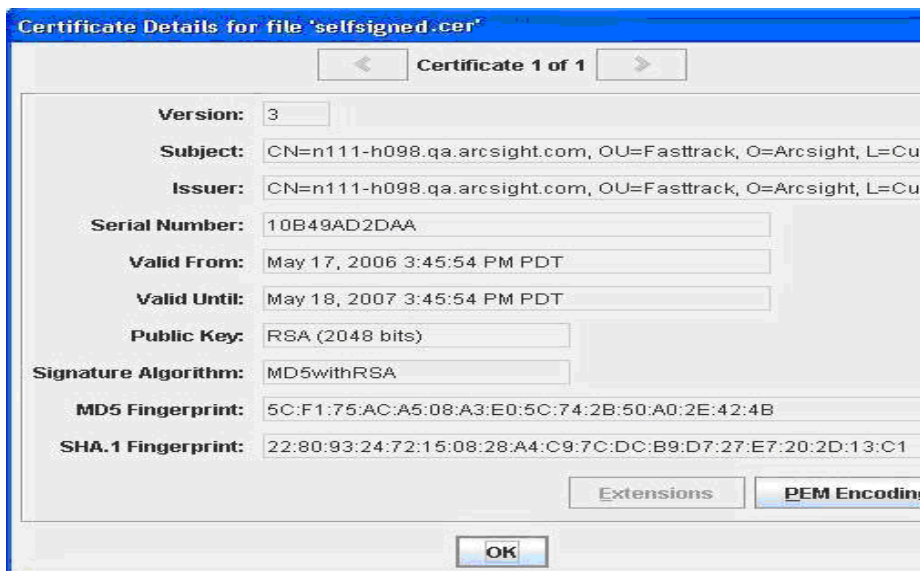 Certificate Details for file 'selfsigned.cer'
< Certificate 1 of 1 >
Version: 3
Subject: CN=n111-h098.qa.arcsight.com, OU=Fasttrack, O=Arcsight, L=Cu
Issuer: CN=n111-h098.qa.arcsight.com, OU=Fasttrack, O=Arcsight, L=Cu
Serial Number: 10B49AD2DAA
Valid From: May 17, 2006 3:45:54 PM PDT
Valid Until: May 18, 2007 3:45:54 PM PDT
Public Key: RSA (2048 bits)
Signature Algorithm: MD5withRSA
MD5 Fingerprint: 5C:F1:75:AC:A5:08:A3:E0:5C:74:2B:50:A0:2E:42:4B
SHA.1 Fingerprint: 22:80:93:24:72:15:08:28:A4:C9:7C:DC:B9:D7:27:E7:20:2D:13:C1
Extensions PEM Encoding
OK